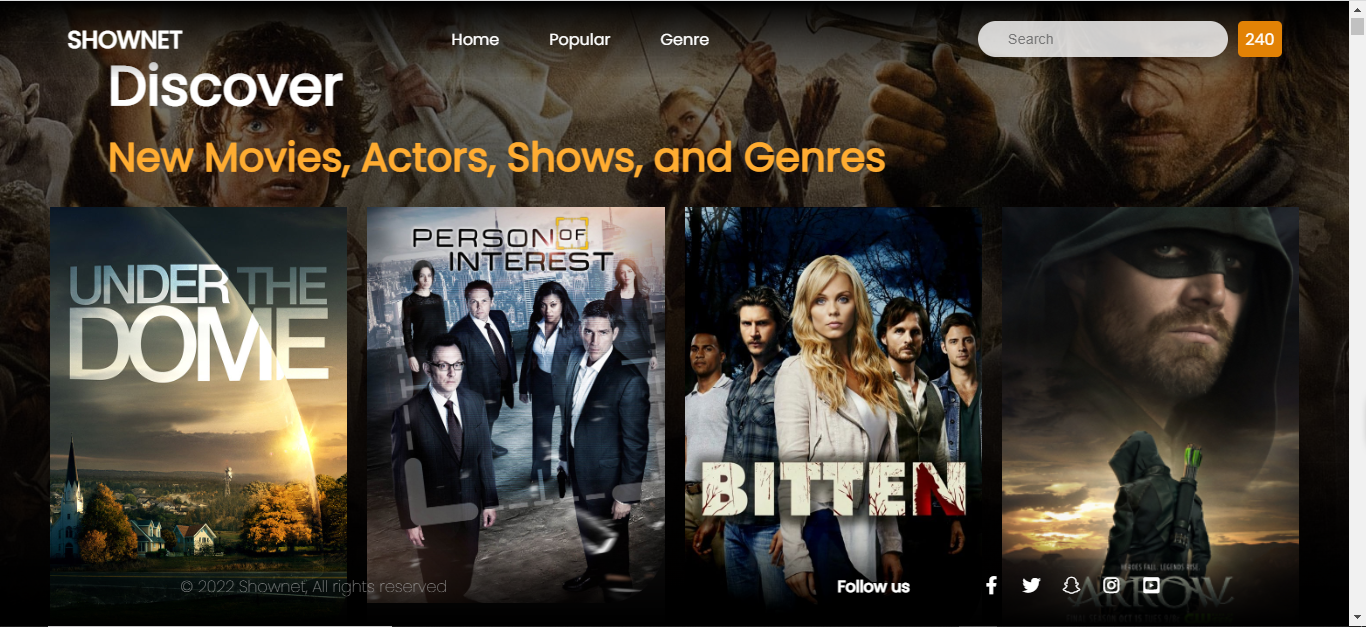 SHOWNET
Home Popular Genre
Search
240
Discover
New Movies, Actors, Shows, and Genres
UNDER THE
DOME
PERSON OF
INTEREST
BITTEN
HEROES FALL. LEGENDS RISE.
ARROW
© 2022 Shownet, All rights reserved
Follow us